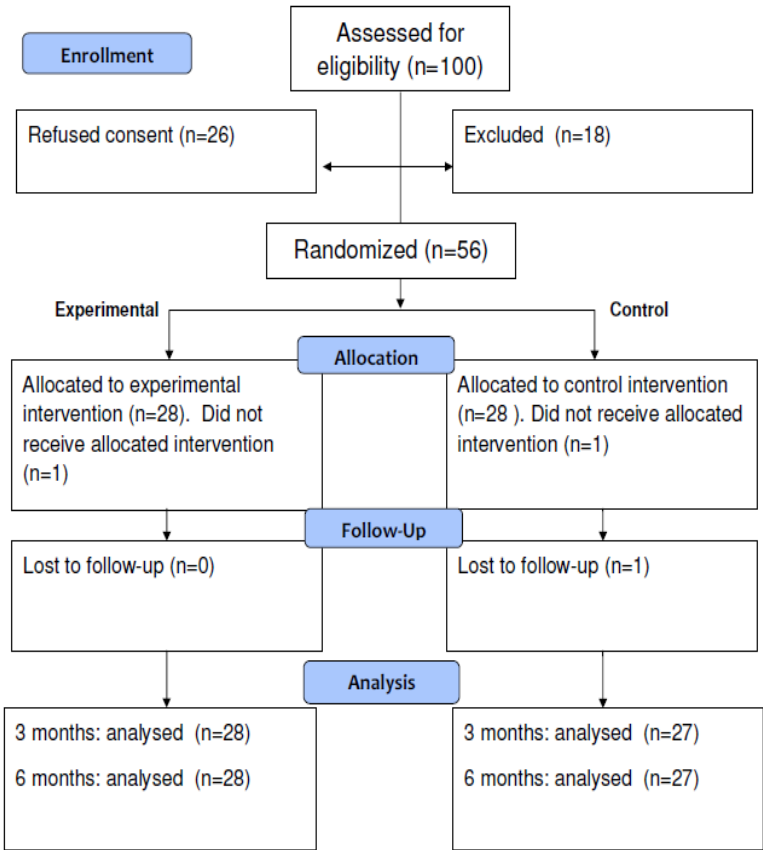 Enrollment
Assessed for
eligibility (n=100)
Refused consent (n=26)
Excluded (n=18)
Randomized (n=56)
Experimental
Control
Allocation
Allocated to experimental
intervention (n=28). Did not
receive allocated intervention
(n=1)
Allocated to control intervention
(n=28 ). Did not receive allocated
intervention (n=1)
Follow-Up
Lost to follow-up (n=0)
Lost to follow-up (n=1)
Analysis
3 months: analysed (n=28)
6 months: analysed (n=28)
3 months: analysed (n=27)
6 months: analysed (n=27)